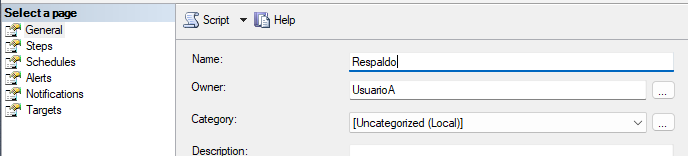 Select a page
General
Steps
Schedules
Alerts
Notifications
Targets
Script Help
Name: Respaldo
Owner: UsuarioA ...
Category: [Uncategorized (Local)] ...
Description: